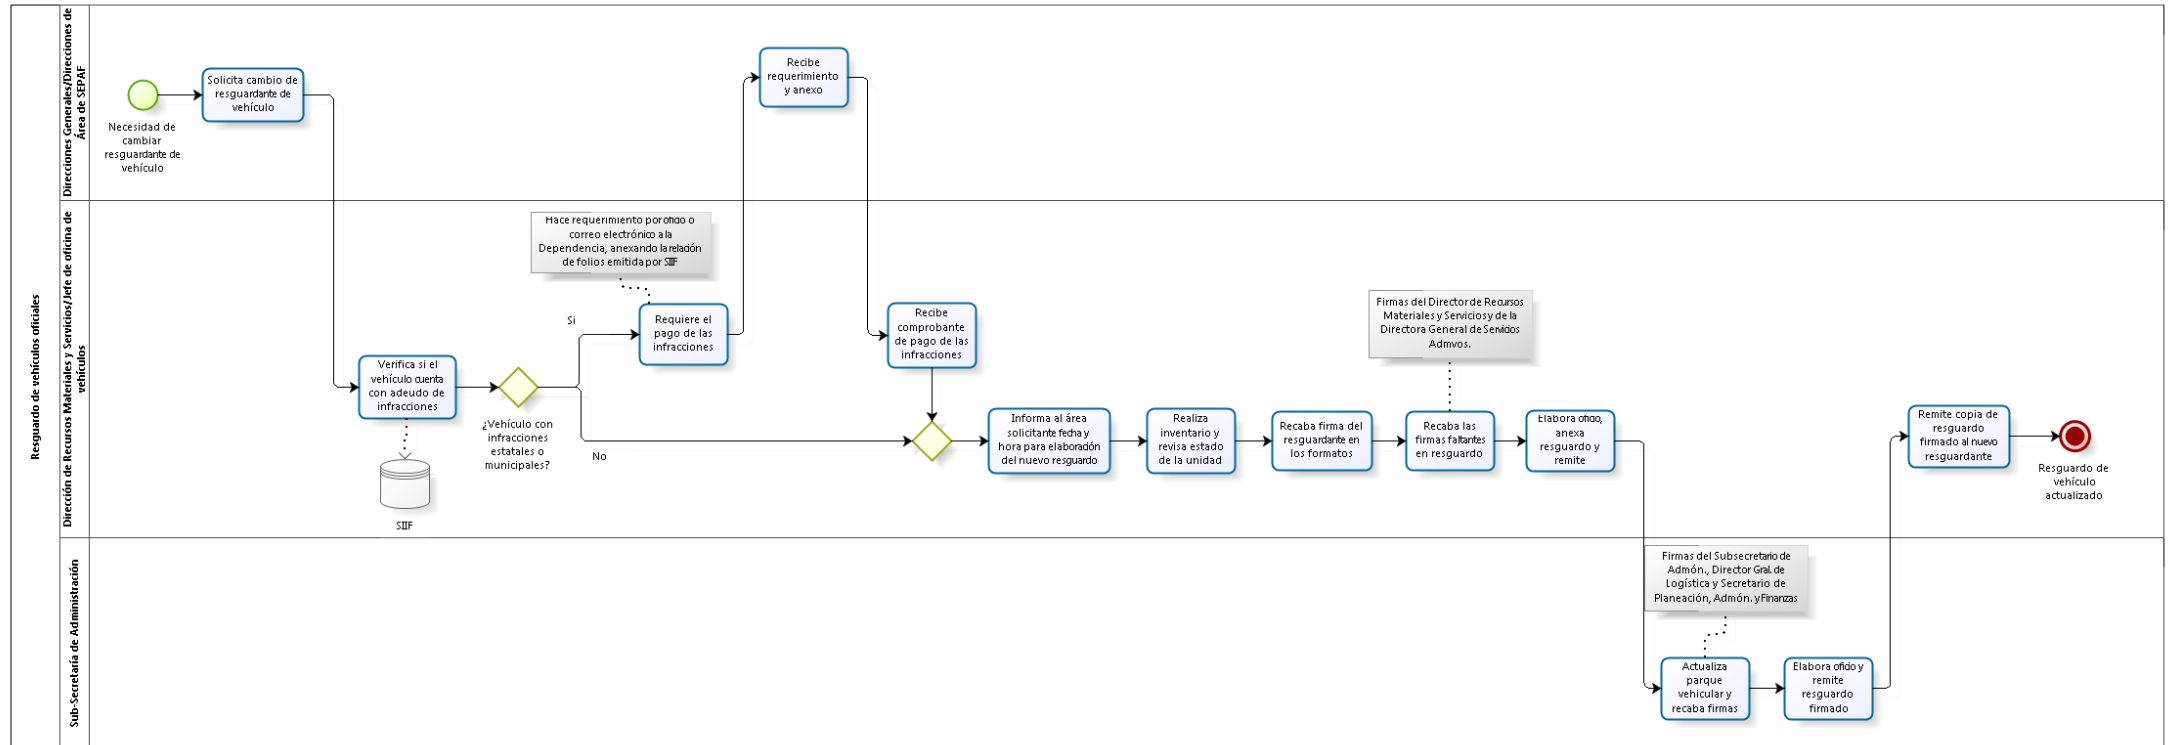 Resguardo de vehículos oficiales
Direcciones Generales/Direcciones de
Área de SEPAF
Necesidad de
cambiar
resguardante de
vehículo
Solicita cambio de
resguardante de
vehículo
Recibe
requerimiento
y anexo
Dirección de Recursos Materiales y Servicios/Jefe de oficina de
vehículos
Verifica si el
vehículo cuenta
con adeudo de
infracciones
SIIF
¿Vehículo con
infracciones
estatales o
municipales?
Si
No
Hace requerimiento por oficio o
correo electrónico a la
Dependencia, anexando la relación
de folios emitida por SIIF
Requiere el
pago de las
infracciones
Recibe
comprobante
de pago de las
infracciones
Informa al área
solicitante fecha y
hora para elaboración
del nuevo resguardo
Realiza
inventario y
revisa estado
de la unidad
Recaba firma del
resguardante en
los formatos
Firmas del Director de Recursos
Materiales y Servicios y de la
Directora General de Servicios
Admvos.
Recaba las
firmas faltantes
en resguardo
Elabora oficio,
anexa
resguardo y
remite
Remite copia de
resguardo
firmado al nuevo
resguardante
Resguardo de
vehículo
actualizado
Sub-Secretaría de Administración
Firmas del Subsecretario de
Admón., Director Gral. de
Logística y Secretario de
Planeación, Admón. y Finanzas
Actualiza
parque
vehicular y
recaba firmas
Elabora oficio y
remite
resguardo
firmado